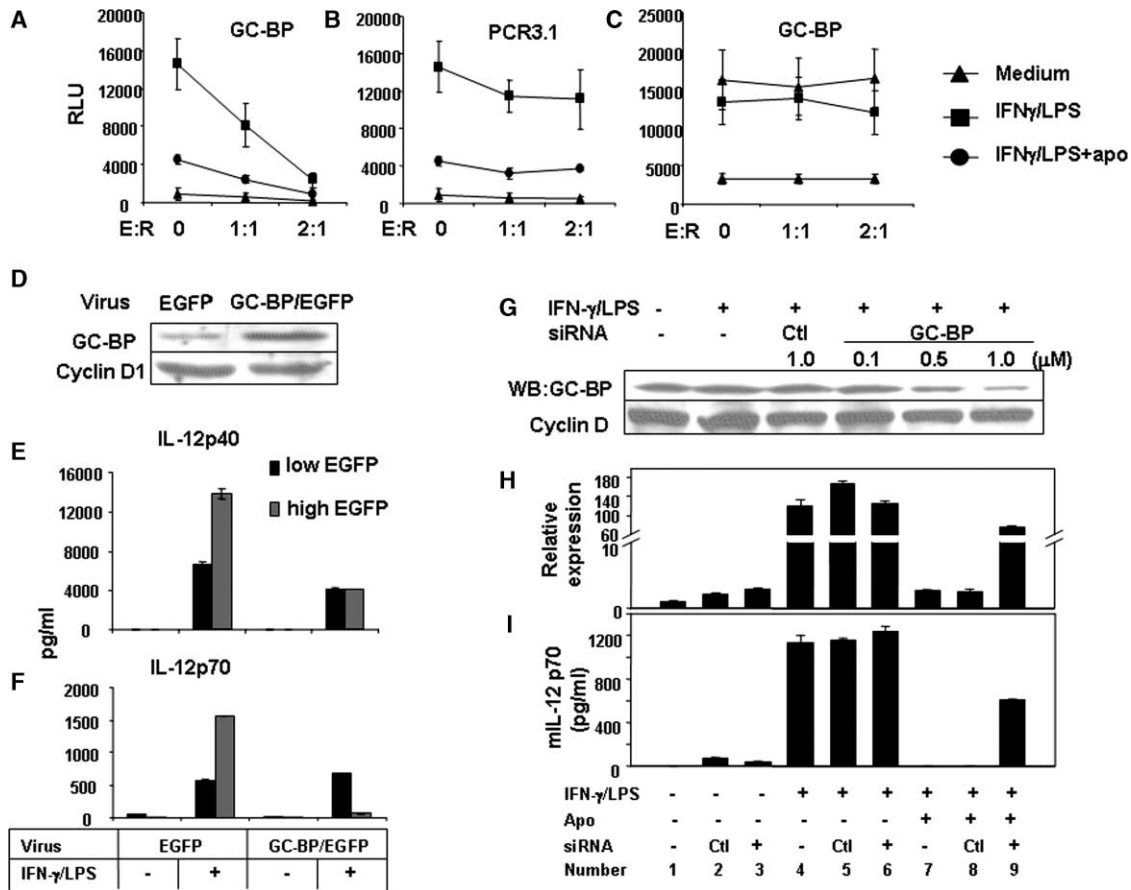 A
GC-BP
RLU
16000
12000
8000
4000
0
E:R 0 1:1 2:1
B
PCR3.1
16000
12000
8000
4000
0
E:R 0 1:1 2:1
C
GC-BP
25000
20000
15000
10000
5000
0
E:R 0 1:1 2:1
Medium
IFNγ/LPS
IFNγ/LPS+apo
D
Virus EGFP GC-BP/EGFP
GC-BP
Cyclin D1
G
IFN-γ/LPS - + + + + +
siRNA - - Ctl GC-BP
1.0 0.1 0.5 1.0 (μM)
WB:GC-BP
Cyclin D
E
IL-12p40
low EGFP
high EGFP
16000
12000
8000
4000
0
pg/ml
F
IL-12p70
2000
1500
1000
500
0
Virus EGFP GC-BP/EGFP
IFN-γ/LPS - + - +
H
Relative expression
180
140
100
60
10
0
I
mIL-12 p70 (pg/ml)
1200
800
400
0
IFN-γ/LPS - - - + + + + + +
Apo - - - - - - + + +
siRNA - Ctl + - Ctl + - Ctl +
Number 1 2 3 4 5 6 7 8 9